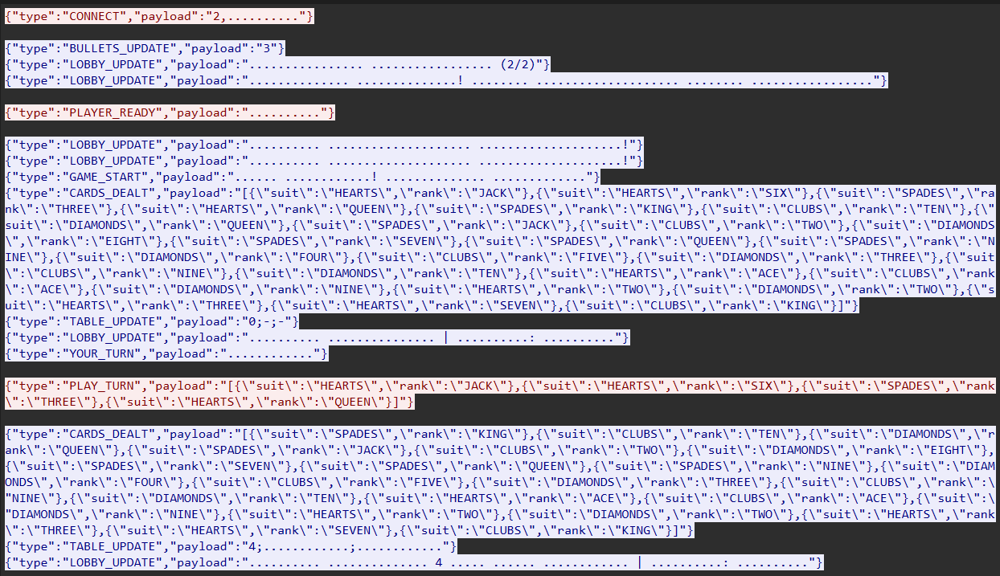 {"type":"CONNECT","payload":"2,.........."}
{"type":"BULLETS_UPDATE","payload":"3"}
{"type":"LOBBY_UPDATE","payload":"................ ................. (2/2)"}
{"type":"LOBBY_UPDATE","payload":".............. ..............! ........ .................... ........ ................."}
{"type":"PLAYER_READY","payload":".........."}
{"type":"LOBBY_UPDATE","payload":".......... .................... ....................!"}
{"type":"LOBBY_UPDATE","payload":".......... .................... ....................!"}
{"type":"GAME_START","payload":"...... ............! ............. .............."}
{"type":"CARDS_DEALT","payload":"[{\"suit\":\"HEARTS\",\"rank\":\"JACK\"},{\"suit\":\"HEARTS\",\"rank\":\"SIX\"},{\"suit\":\"SPADES\",\"ra
nk\":\"THREE\"},{\"suit\":\"HEARTS\",\"rank\":\"QUEEN\"},{\"suit\":\"SPADES\",\"rank\":\"KING\"},{\"suit\":\"CLUBS\",\"rank\":\"TEN\"},{\"
suit\":\"DIAMONDS\",\"rank\":\"QUEEN\"},{\"suit\":\"SPADES\",\"rank\":\"JACK\"},{\"suit\":\"CLUBS\",\"rank\":\"TWO\"},{\"suit\":\"DIAMONDS
\",\"rank\":\"EIGHT\"},{\"suit\":\"SPADES\",\"rank\":\"SEVEN\"},{\"suit\":\"SPADES\",\"rank\":\"QUEEN\"},{\"suit\":\"SPADES\",\"rank\":\"N
INE\"},{\"suit\":\"DIAMONDS\",\"rank\":\"FOUR\"},{\"suit\":\"CLUBS\",\"rank\":\"FIVE\"},{\"suit\":\"DIAMONDS\",\"rank\":\"THREE\"},{\"suit
\":\"CLUBS\",\"rank\":\"NINE\"},{\"suit\":\"DIAMONDS\",\"rank\":\"TEN\"},{\"suit\":\"HEARTS\",\"rank\":\"ACE\"},{\"suit\":\"CLUBS\",\"rank
\":\"ACE\"},{\"suit\":\"DIAMONDS\",\"rank\":\"NINE\"},{\"suit\":\"HEARTS\",\"rank\":\"TWO\"},{\"suit\":\"DIAMONDS\",\"rank\":\"TWO\"},{\"s
uit\":\"HEARTS\",\"rank\":\"THREE\"},{\"suit\":\"HEARTS\",\"rank\":\"SEVEN\"},{\"suit\":\"CLUBS\",\"rank\":\"KING\"}]"}
{"type":"TABLE_UPDATE","payload":"0;-;-"}
{"type":"LOBBY_UPDATE","payload":".......... ............... | ..........: .........."}
{"type":"YOUR_TURN","payload":"............"}
{"type":"PLAY_TURN","payload":"[{\"suit\":\"HEARTS\",\"rank\":\"JACK\"},{\"suit\":\"HEARTS\",\"rank\":\"SIX\"},{\"suit\":\"SPADES\",\"rank
\":\"THREE\"},{\"suit\":\"HEARTS\",\"rank\":\"QUEEN\"}]"}
{"type":"CARDS_DEALT","payload":"[{\"suit\":\"SPADES\",\"rank\":\"KING\"},{\"suit\":\"CLUBS\",\"rank\":\"TEN\"},{\"suit\":\"DIAMONDS\",\"r
ank\":\"QUEEN\"},{\"suit\":\"SPADES\",\"rank\":\"JACK\"},{\"suit\":\"CLUBS\",\"rank\":\"TWO\"},{\"suit\":\"DIAMONDS\",\"rank\":\"EIGHT\"},
{\"suit\":\"SPADES\",\"rank\":\"SEVEN\"},{\"suit\":\"SPADES\",\"rank\":\"QUEEN\"},{\"suit\":\"SPADES\",\"rank\":\"NINE\"},{\"suit\":\"DIAM
ONDS\",\"rank\":\"FOUR\"},{\"suit\":\"CLUBS\",\"rank\":\"FIVE\"},{\"suit\":\"DIAMONDS\",\"rank\":\"THREE\"},{\"suit\":\"CLUBS\",\"rank\":\
"NINE\"},{\"suit\":\"DIAMONDS\",\"rank\":\"TEN\"},{\"suit\":\"HEARTS\",\"rank\":\"ACE\"},{\"suit\":\"CLUBS\",\"rank\":\"ACE\"},{\"suit\":\
"DIAMONDS\",\"rank\":\"NINE\"},{\"suit\":\"HEARTS\",\"rank\":\"TWO\"},{\"suit\":\"DIAMONDS\",\"rank\":\"TWO\"},{\"suit\":\"HEARTS\",\"rank
\":\"THREE\"},{\"suit\":\"HEARTS\",\"rank\":\"SEVEN\"},{\"suit\":\"CLUBS\",\"rank\":\"KING\"}]"}
{"type":"TABLE_UPDATE","payload":"4;............;............"}
{"type":"LOBBY_UPDATE","payload":".......... .............. 4 ..... ...... ............ | ..........: .........."}